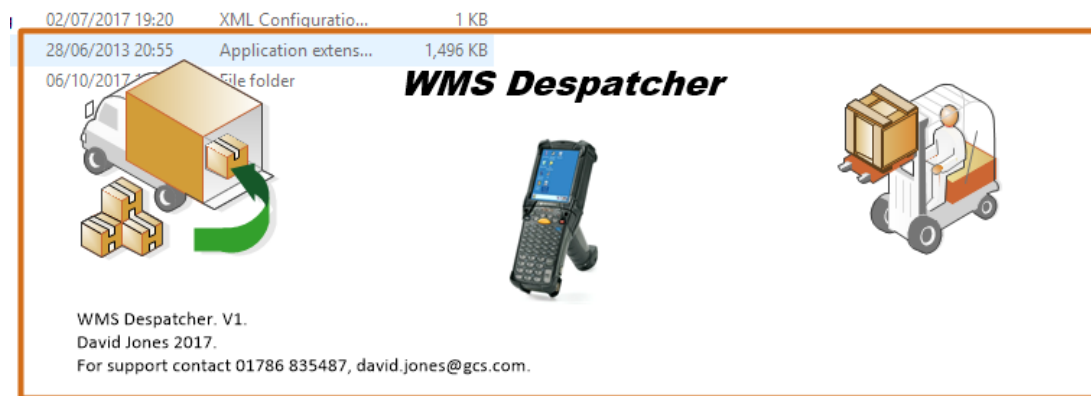 02/07/2017 19:20 XML Configuratio... 1 KB
28/06/2013 20:55 Application extens... 1,496 KB
06/10/2017 File folder
WMS Despatcher
WMS Despatcher. V1.
David Jones 2017.
For support contact 01786 835487, david.jones@gcs.com.